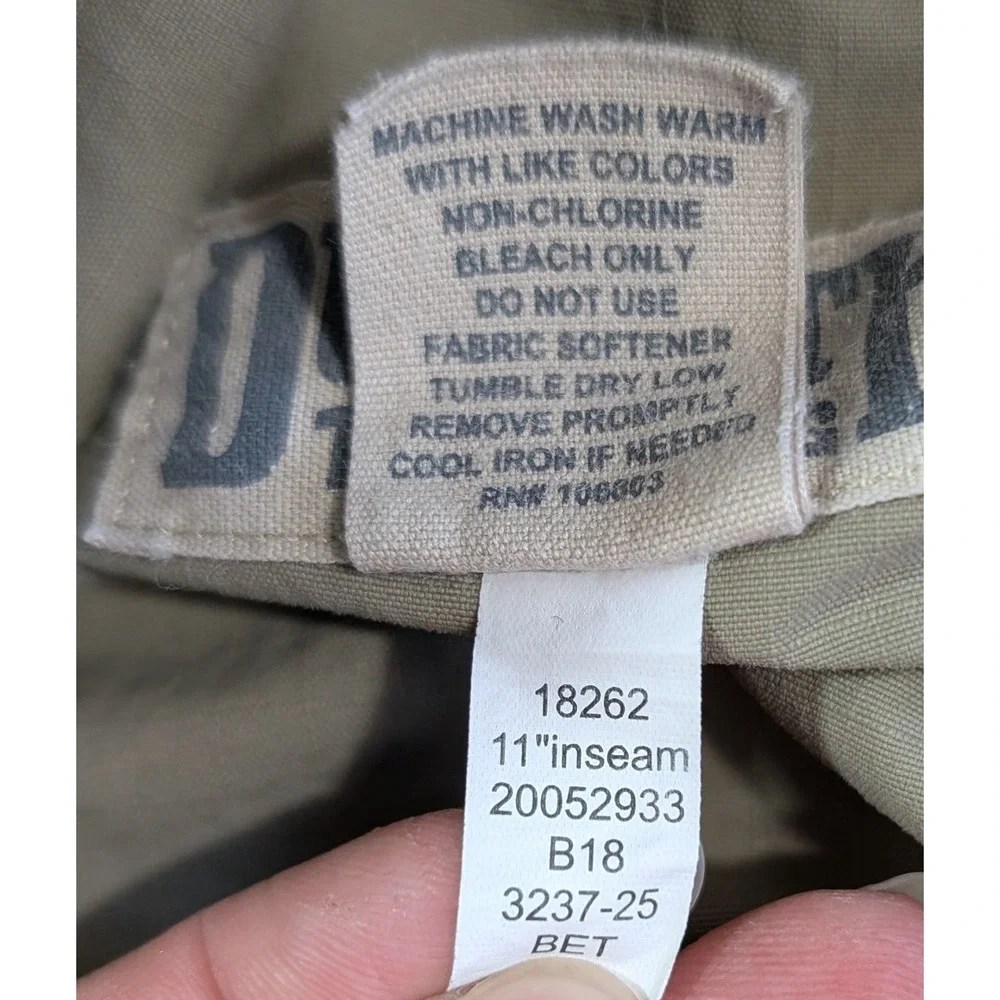 MACHINE WASH WARM
WITH LIKE COLORS
NON-CHLORINE
BLEACH ONLY
DO NOT USE
FABRIC SOFTENER
TUMBLE DRY LOW
REMOVE PROMPTLY
COOL IRON IF NEEDED
RN# 106803
18262
11"inseam
20052933
B18
3237-25
BET